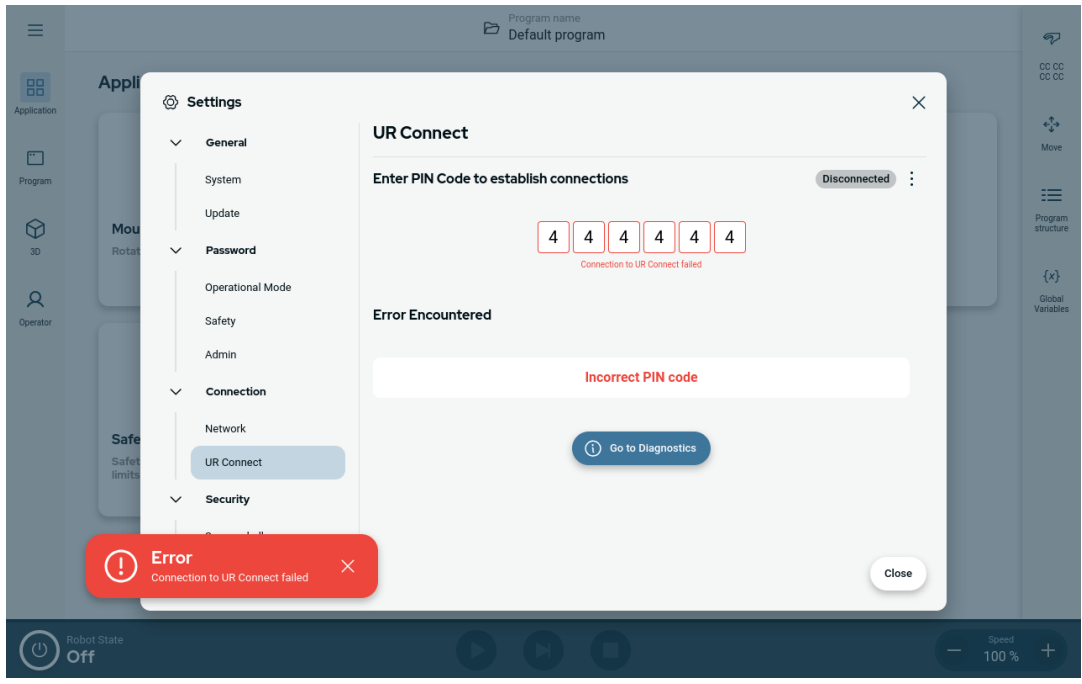 Program name
Default program
Application
Program
3D
Operator
Appli
Mou
Rotat
Safe
Safet
limits
Settings
General
System
Update
Password
Operational Mode
Safety
Admin
Connection
Network
UR Connect
Security
UR Connect
Enter PIN Code to establish connections
Disconnected
4 4 4 4 4 4
Connection to UR Connect failed
Error Encountered
Incorrect PIN code
Go to Diagnostics
Close
Error
Connection to UR Connect failed
CC CC
CC CC
Move
Program
structure
{x}
Global
Variables
Robot State
Off
Speed
100 %